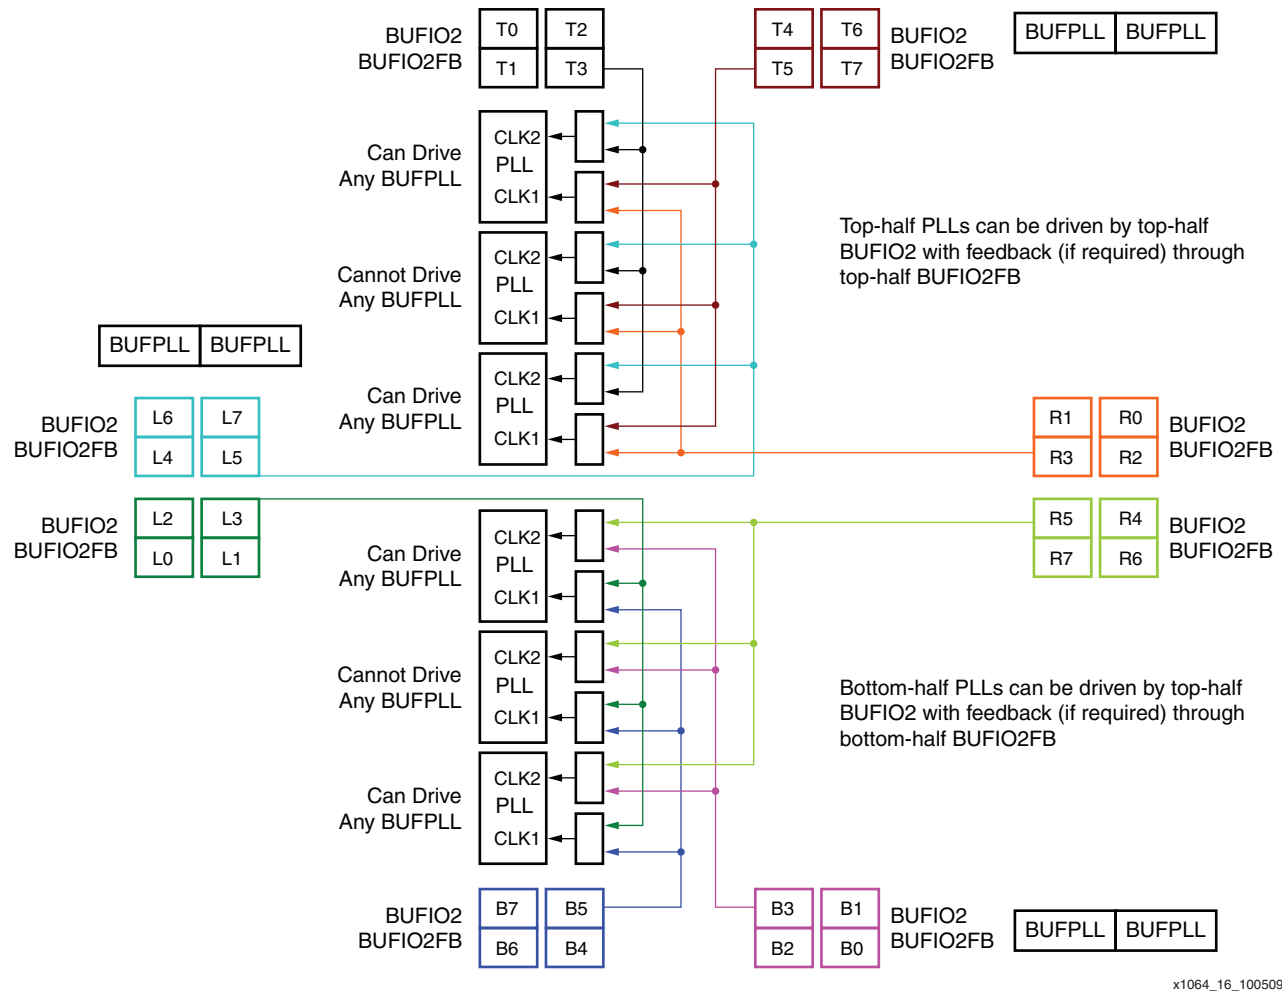 BUFIO2
BUFIO2FB
T0 T2
T1 T3
T4 T6
T5 T7
BUFIO2
BUFIO2FB
BUFPLL BUFPLL
Can Drive
Any BUFPLL
CLK2
PLL
CLK1
Cannot Drive
Any BUFPLL
CLK2
PLL
CLK1
Can Drive
Any BUFPLL
CLK2
PLL
CLK1
Top-half PLLs can be driven by top-half
BUFIO2 with feedback (if required) through
top-half BUFIO2FB
BUFPLL BUFPLL
BUFIO2
BUFIO2FB
L6 L7
L4 L5
R1 R0
R3 R2
BUFIO2
BUFIO2FB
BUFIO2
BUFIO2FB
L2 L3
L0 L1
R5 R4
R7 R6
BUFIO2
BUFIO2FB
Can Drive
Any BUFPLL
CLK2
PLL
CLK1
Cannot Drive
Any BUFPLL
CLK2
PLL
CLK1
Can Drive
Any BUFPLL
CLK2
PLL
CLK1
Bottom-half PLLs can be driven by top-half
BUFIO2 with feedback (if required) through
bottom-half BUFIO2FB
BUFIO2
BUFIO2FB
B7 B5
B6 B4
B3 B1
B2 B0
BUFIO2
BUFIO2FB
BUFPLL BUFPLL
x1064_16_100509